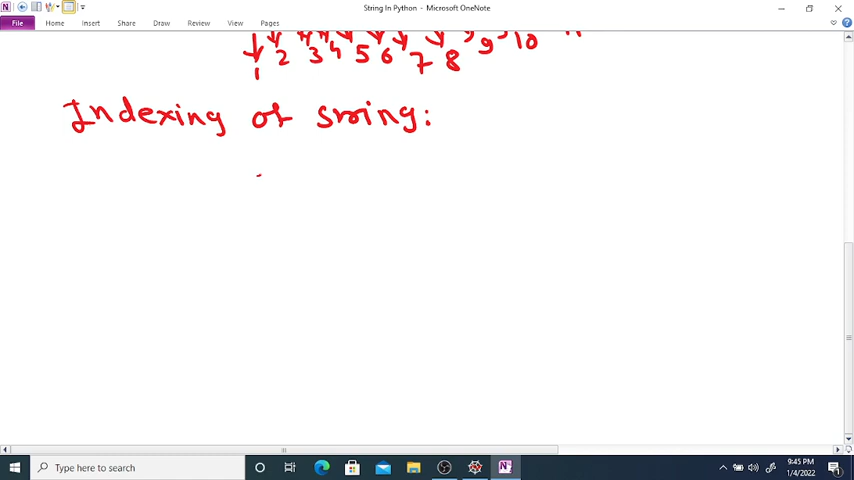 String In Python - Microsoft OneNote
File Home Insert Share Draw Review View Pages
1 2 3 4 5 6 7 8 9 10
Indexing of string:
Type here to search
9:45 PM
1/4/2022